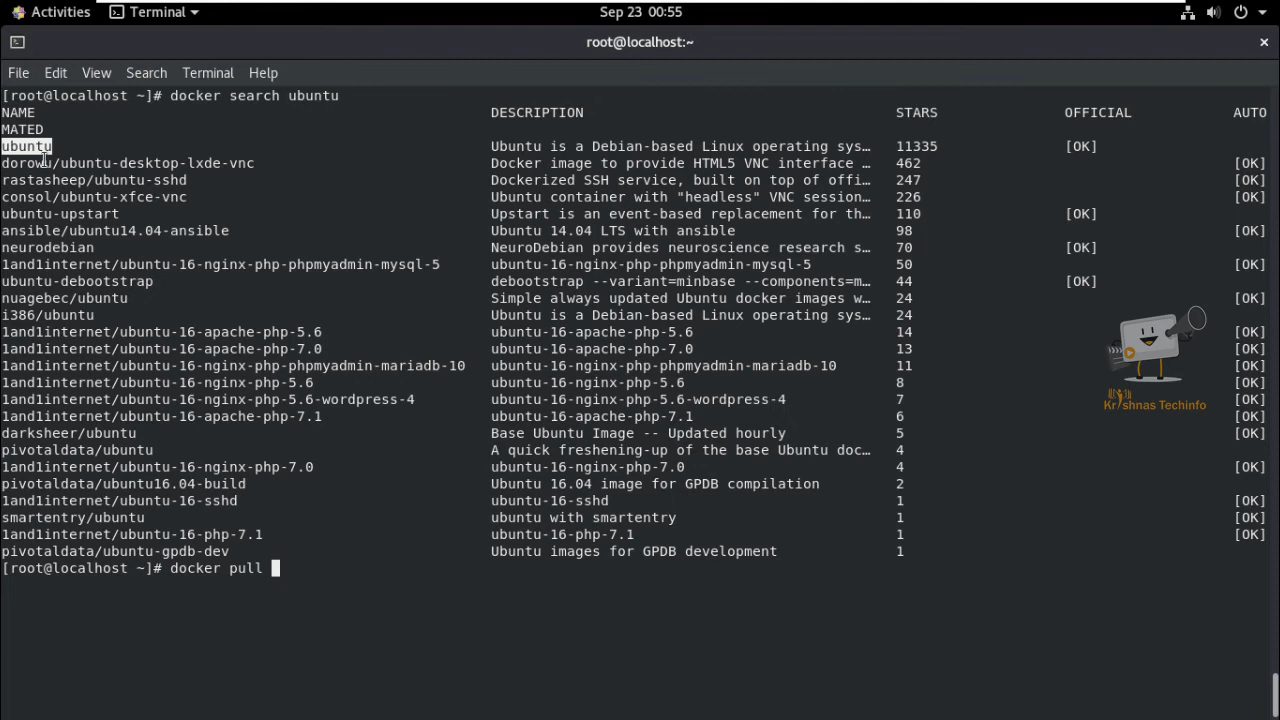 Activities Terminal Sep 23 00:55
root@localhost:~
File Edit View Search Terminal Help
[root@localhost ~]# docker search ubuntu
NAME DESCRIPTION STARS OFFICIAL AUTO
MATED
ubuntu Ubuntu is a Debian-based Linux operating sys… 11335 [OK]
dorowu/ubuntu-desktop-lxde-vnc Docker image to provide HTML5 VNC interface … 462 [OK]
rastasheep/ubuntu-sshd Dockerized SSH service, built on top of offi… 247 [OK]
consol/ubuntu-xfce-vnc Ubuntu container with "headless" VNC session… 226 [OK]
ubuntu-upstart Upstart is an event-based replacement for th… 110 [OK]
ansible/ubuntu14.04-ansible Ubuntu 14.04 LTS with ansible 98 [OK]
neurodebian NeuroDebian provides neuroscience research s… 70 [OK]
1and1internet/ubuntu-16-nginx-php-phpmyadmin-mysql-5 ubuntu-16-nginx-php-phpmyadmin-mysql-5 50 [OK]
ubuntu-debootstrap debootstrap --variant=minbase --components=m… 44 [OK]
nuagebec/ubuntu Simple always updated Ubuntu docker images w… 24 [OK]
i386/ubuntu Ubuntu is a Debian-based Linux operating sys… 24
1and1internet/ubuntu-16-apache-php-5.6 ubuntu-16-apache-php-5.6 14 [OK]
1and1internet/ubuntu-16-apache-php-7.0 ubuntu-16-apache-php-7.0 13 [OK]
1and1internet/ubuntu-16-nginx-php-phpmyadmin-mariadb-10 ubuntu-16-nginx-php-phpmyadmin-mariadb-10 11 [OK]
1and1internet/ubuntu-16-nginx-php-5.6 ubuntu-16-nginx-php-5.6 8 [OK]
1and1internet/ubuntu-16-nginx-php-5.6-wordpress-4 ubuntu-16-nginx-php-5.6-wordpress-4 7 [OK]
1and1internet/ubuntu-16-apache-php-7.1 ubuntu-16-apache-php-7.1 6 [OK]
darksheer/ubuntu Base Ubuntu Image -- Updated hourly 5 [OK]
pivotaldata/ubuntu A quick freshening-up of the base Ubuntu doc… 4
1and1internet/ubuntu-16-nginx-php-7.0 ubuntu-16-nginx-php-7.0 4 [OK]
pivotaldata/ubuntu16.04-build Ubuntu 16.04 image for GPDB compilation 2
1and1internet/ubuntu-16-sshd ubuntu-16-sshd 1 [OK]
smartentry/ubuntu ubuntu with smartentry 1 [OK]
1and1internet/ubuntu-16-php-7.1 ubuntu-16-php-7.1 1 [OK]
pivotaldata/ubuntu-gpdb-dev Ubuntu images for GPDB development 1
[root@localhost ~]# docker pull
Krishnas Techinfo